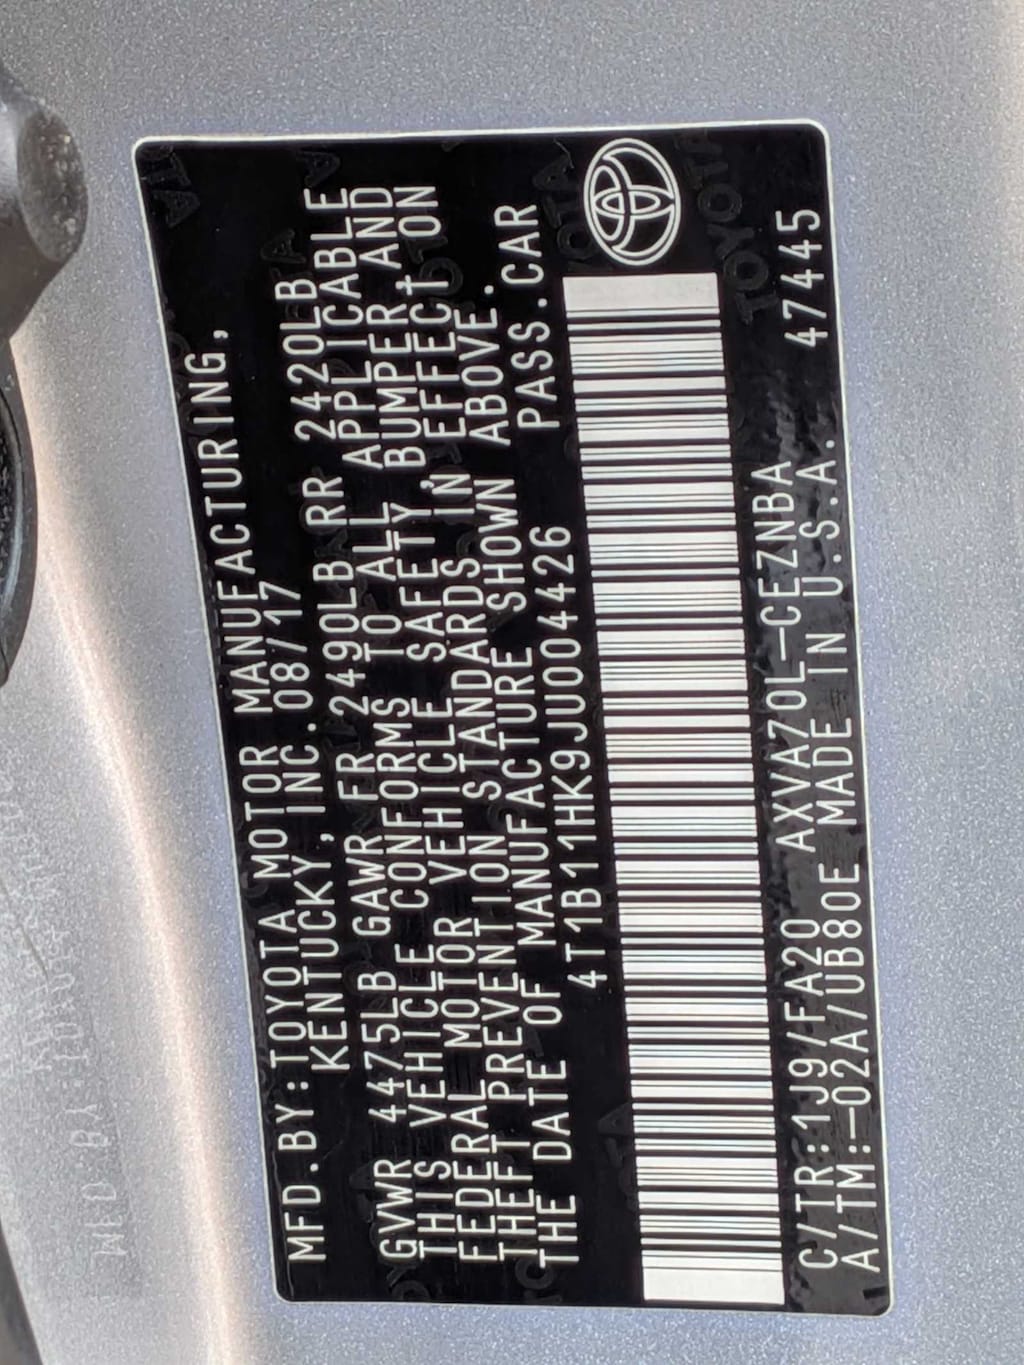 MFD.BY:TOYOTA MOTOR MANUFACTURING,
KENTUCKY, INC.08/17
GVWR 4475LB GAWR FR 2490LB RR 2420LB
THIS VEHICLE CONFORMS TO ALL APPLICABLE
FEDERAL MOTOR VEHICLE SAFETY, BUMPER, AND
THEFT PREVENTION STANDARDS IN EFFECT ON
THE DATE OF MANUFACTURE SHOWN ABOVE.
4T1B11HK9JU004426 PASS.CAR
C/TR:1J9/FA20 AXVA70L-CEZNBA 47445
A/TM:-02A/UB80E MADE IN U.S.A.